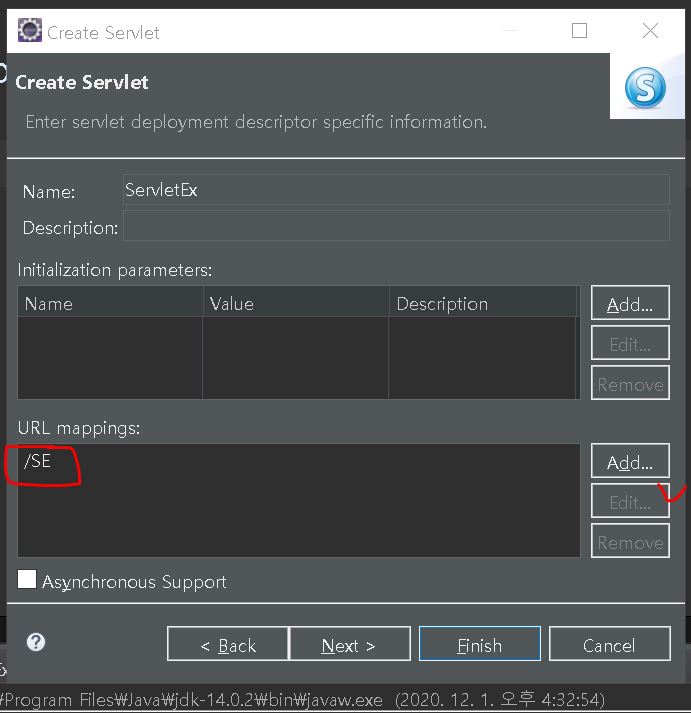 Create Servlet
Create Servlet
Enter servlet deployment descriptor specific information.
S
Name: ServletEx
Description:
Initialization parameters:
Name Value Description
Add...
Edit...
Remove
URL mappings:
/SE
Add...
Edit...
Remove
Asynchronous Support
?
< Back Next > Finish Cancel
Program Files₩Java₩jdk-14.0.2₩bin₩javaw.exe (2020. 12. 1. 오후 4:32:54)